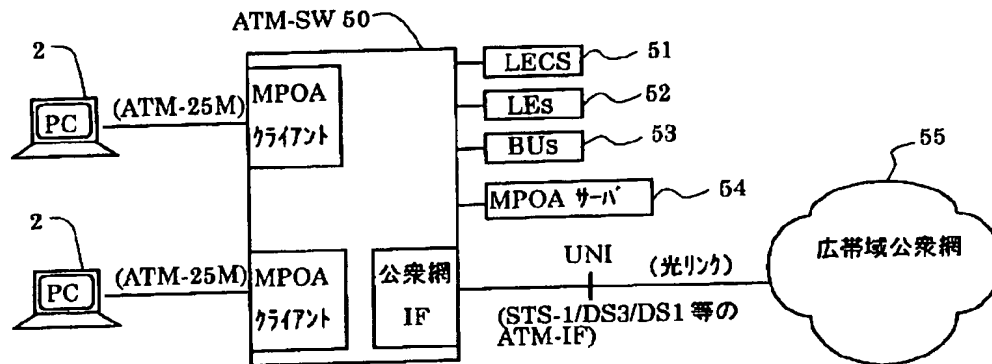 ATM-SW 50
2
PC
(ATM-25M)
MPOA
クライアント
LECS
51
LEs
52
BUs
53
MPOA サーバ
54
55
広帯域公衆網
2
PC
(ATM-25M)
MPOA
クライアント
公衆網
IF
UNI
(光リンク)
(STS-1/DS3/DS1 等の
ATM-IF)